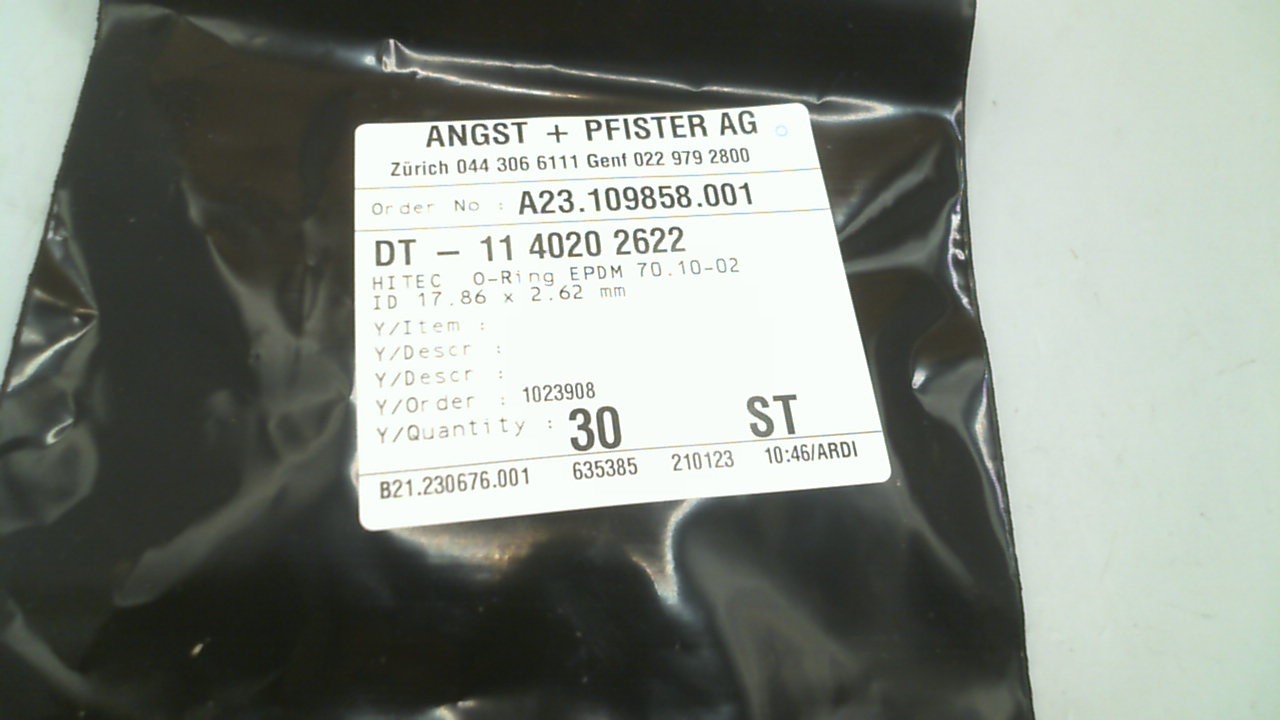 ANGST + PFISTER AG
Zürich 044 306 6111 Genf 022 979 2800
Order No : A23.109858.001
DT - 11 4020 2622
HITEC O-Ring EPDM 70.10-02
ID 17.86 x 2.62 mm
Y/Item :
Y/Descr :
Y/Descr :
Y/Order : 1023908
Y/Quantity : 30 ST
B21.230676.001 635385 210123 10:46/ARDI